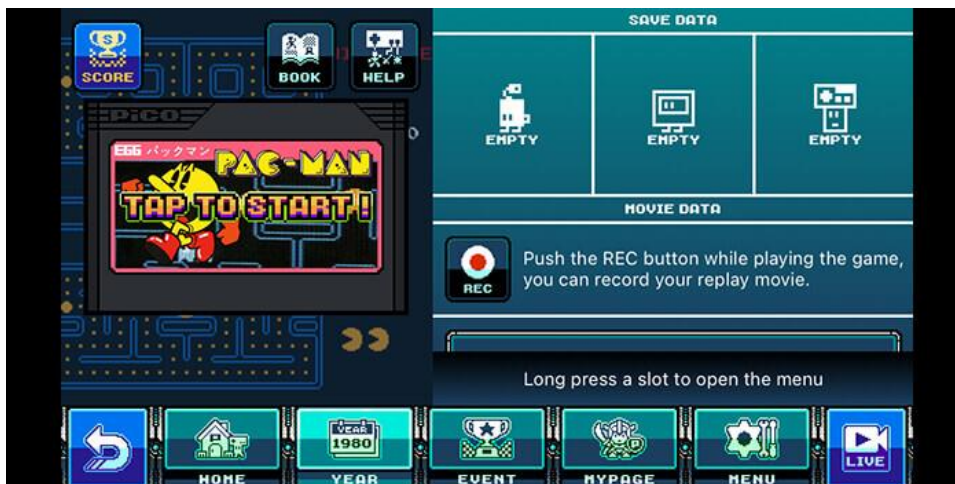 SAVE DATA
SCORE
BOOK
HELP
EMPTY
EMPTY
EMPTY
PiCO
EGG パックマン
PAC-MAN
TAP TO START!
MOVIE DATA
REC
Push the REC button while playing the game,
you can record your replay movie.
Long press a slot to open the menu
YEAR
1980
HOME
YEAR
EVENT
MYPAGE
MENU
LIVE